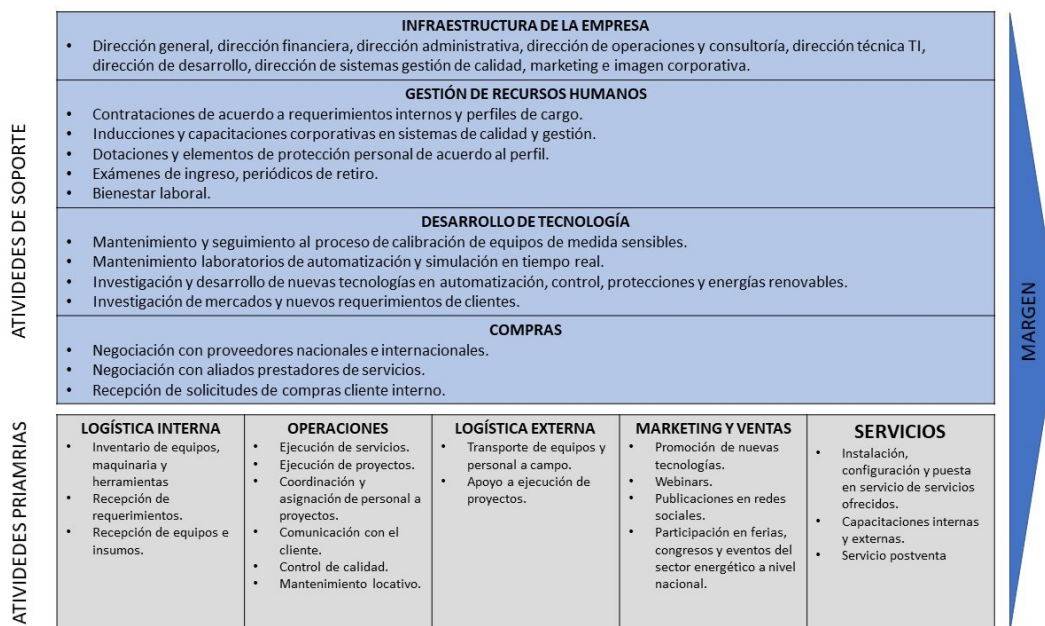 INFRAESTRUCTURA DE LA EMPRESA
• Dirección general, dirección financiera, dirección administrativa, dirección de operaciones y consultoría, dirección técnica TI,
dirección de desarrollo, dirección de sistemas gestión de calidad, marketing e imagen corporativa.
GESTIÓN DE RECURSOS HUMANOS
• Contrataciones de acuerdo a requerimientos internos y perfiles de cargo.
• Inducciones y capacitaciones corporativas en sistemas de calidad y gestión.
• Dotaciones y elementos de protección personal de acuerdo al perfil.
• Exámenes de ingreso, periódicos de retiro.
• Bienestar laboral.
DESARROLLO DE TECNOLOGÍA
• Mantenimiento y seguimiento al proceso de calibración de equipos de medida sensibles.
• Mantenimiento laboratorios de automatización y simulación en tiempo real.
• Investigación y desarrollo de nuevas tecnologías en automatización, control, protecciones y energías renovables.
• Investigación de mercados y nuevos requerimientos de clientes.
COMPRAS
• Negociación con proveedores nacionales e internacionales.
• Negociación con aliados prestadores de servicios.
• Recepción de solicitudes de compras cliente interno.
ATIVIDEDES DE SOPORTE
LOGÍSTICA INTERNA
• Inventario de equipos,
maquinaria y
herramientas
• Recepción de
requerimientos.
• Recepción de equipos e
insumos.
OPERACIONES
• Ejecución de servicios.
• Ejecución de proyectos.
• Coordinación y
asignación de personal a
proyectos.
• Comunicación con el
cliente.
• Control de calidad.
• Mantenimiento locativo.
LOGÍSTICA EXTERNA
• Transporte de equipos y
personal a campo.
• Apoyo a ejecución de
proyectos.
MARKETING Y VENTAS
• Promoción de nuevas
tecnologías.
• Webinars.
• Publicaciones en redes
sociales.
• Participación en ferias,
congresos y eventos del
sector energético a nivel
nacional.
SERVICIOS
• Instalación,
configuración y puesta
en servicio de servicios
ofrecidos.
• Capacitaciones internas
y externas.
• Servicio postventa
ATIVIDEDES PRIAMRIAS
MARGEN